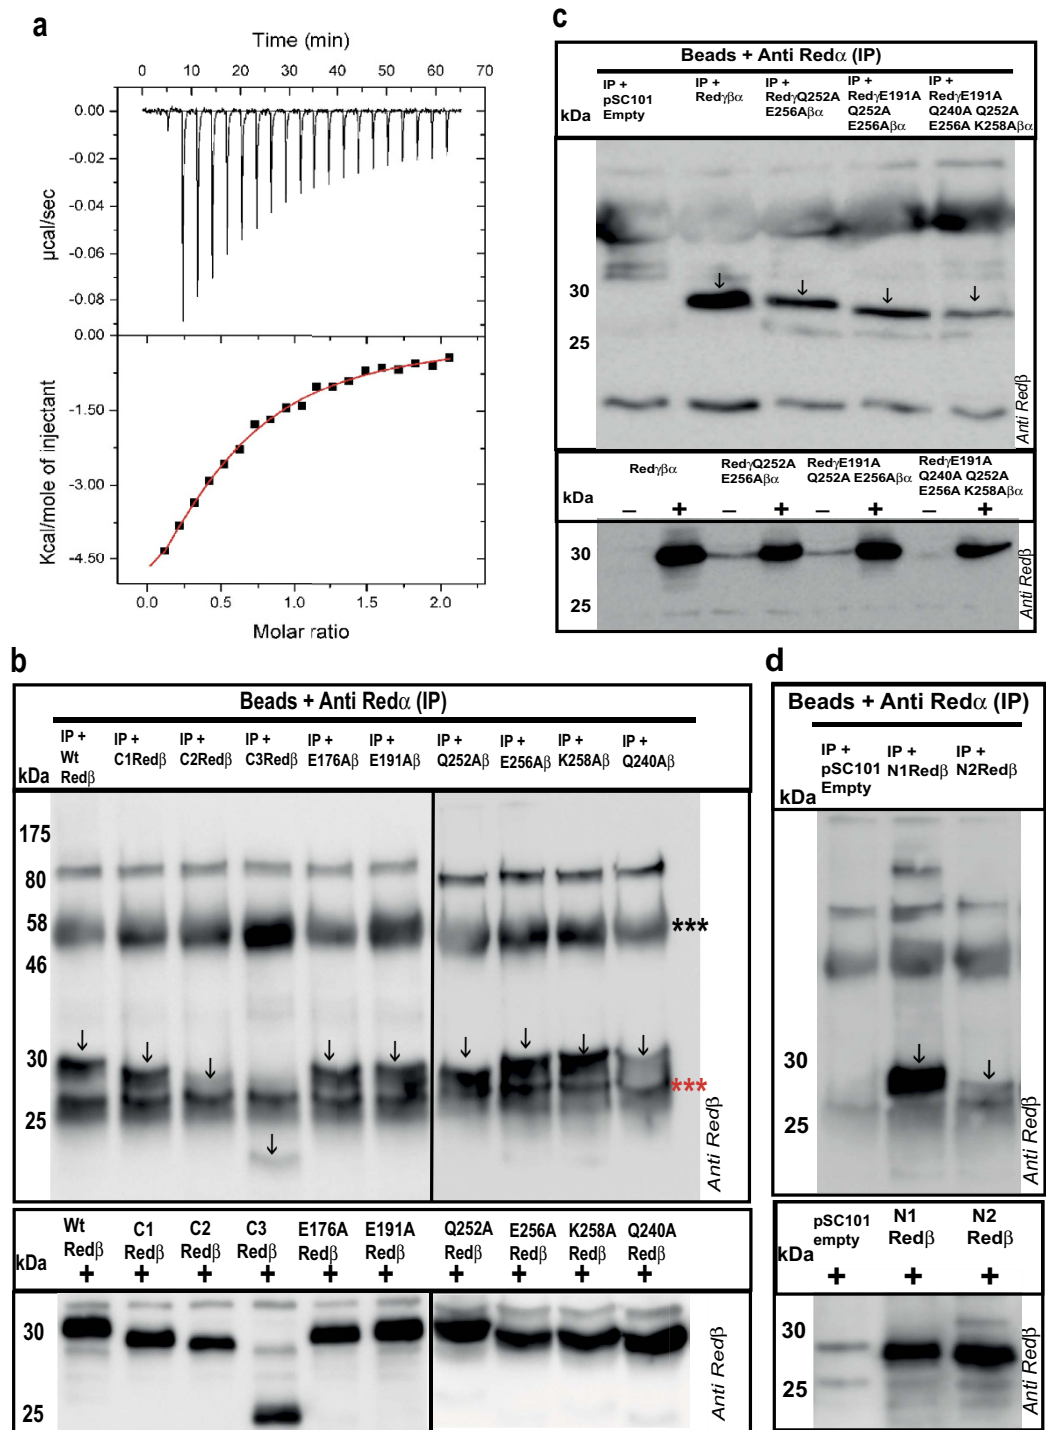 a
Time (min)
0 10 20 30 40 50 60 70
0.00
-0.02
-0.04
-0.06
-0.08
0.00
µcal/sec
-1.50
-3.00
-4.50
Kcal/mole of injectant
0.0 0.5 1.0 1.5 2.0
Molar ratio
c
Beads + Anti Redα (IP)
kDa
IP +
pSC101
Empty
IP +
Redγβα
IP +
RedγQ252A
E256Aβα
IP +
RedγE191A
Q252A
E256Aβα
IP +
RedγE191A
Q240A Q252A
E256A K258Aβα
30
25
Anti Redβ
kDa
Redγβα
RedγQ252A
E256Aβα
RedγE191A
Q252A E256Aβα
RedγE191A
Q240A Q252A
E256A K258Aβα
– + – + – + – +
30
25
Anti Redβ
b
Beads + Anti Redα (IP)
kDa
IP +
Wt
Redβ
IP +
C1Redβ
IP +
C2Redβ
IP +
C3Redβ
IP +
E176Aβ
IP +
E191Aβ
IP +
Q252Aβ
IP +
E256Aβ
IP +
K258Aβ
IP +
Q240Aβ
175
80
58
46
30
25
***
***
Anti Redβ
kDa
Wt
Redβ
+
C1
Redβ
+
C2
Redβ
+
C3
Redβ
+
E176A
Redβ
+
E191A
Redβ
+
Q252A
Redβ
+
E256A
Redβ
+
K258A
Redβ
+
Q240A
Redβ
+
30
25
Anti Redβ
d
Beads + Anti Redα (IP)
kDa
IP +
pSC101
Empty
IP +
N1Redβ
IP +
N2Redβ
30
25
Anti Redβ
kDa
pSC101
empty
+
N1
Redβ
+
N2
Redβ
+
30
25
Anti Redβ